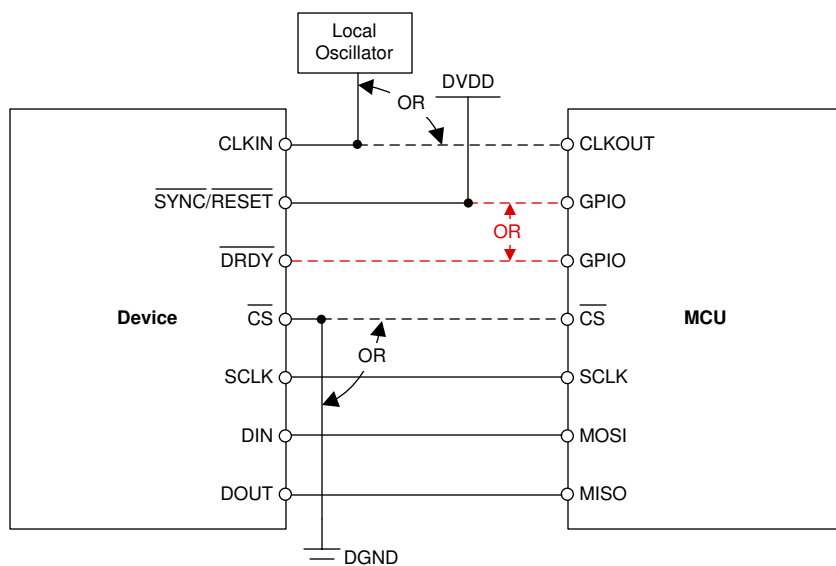 Local
Oscillator
DVDD
OR
CLKIN
CLKOUT
SYNC/RESET
GPIO
OR
DRDY
GPIO
Device
CS
CS
MCU
OR
SCLK
SCLK
DIN
MOSI
DOUT
MISO
DGND